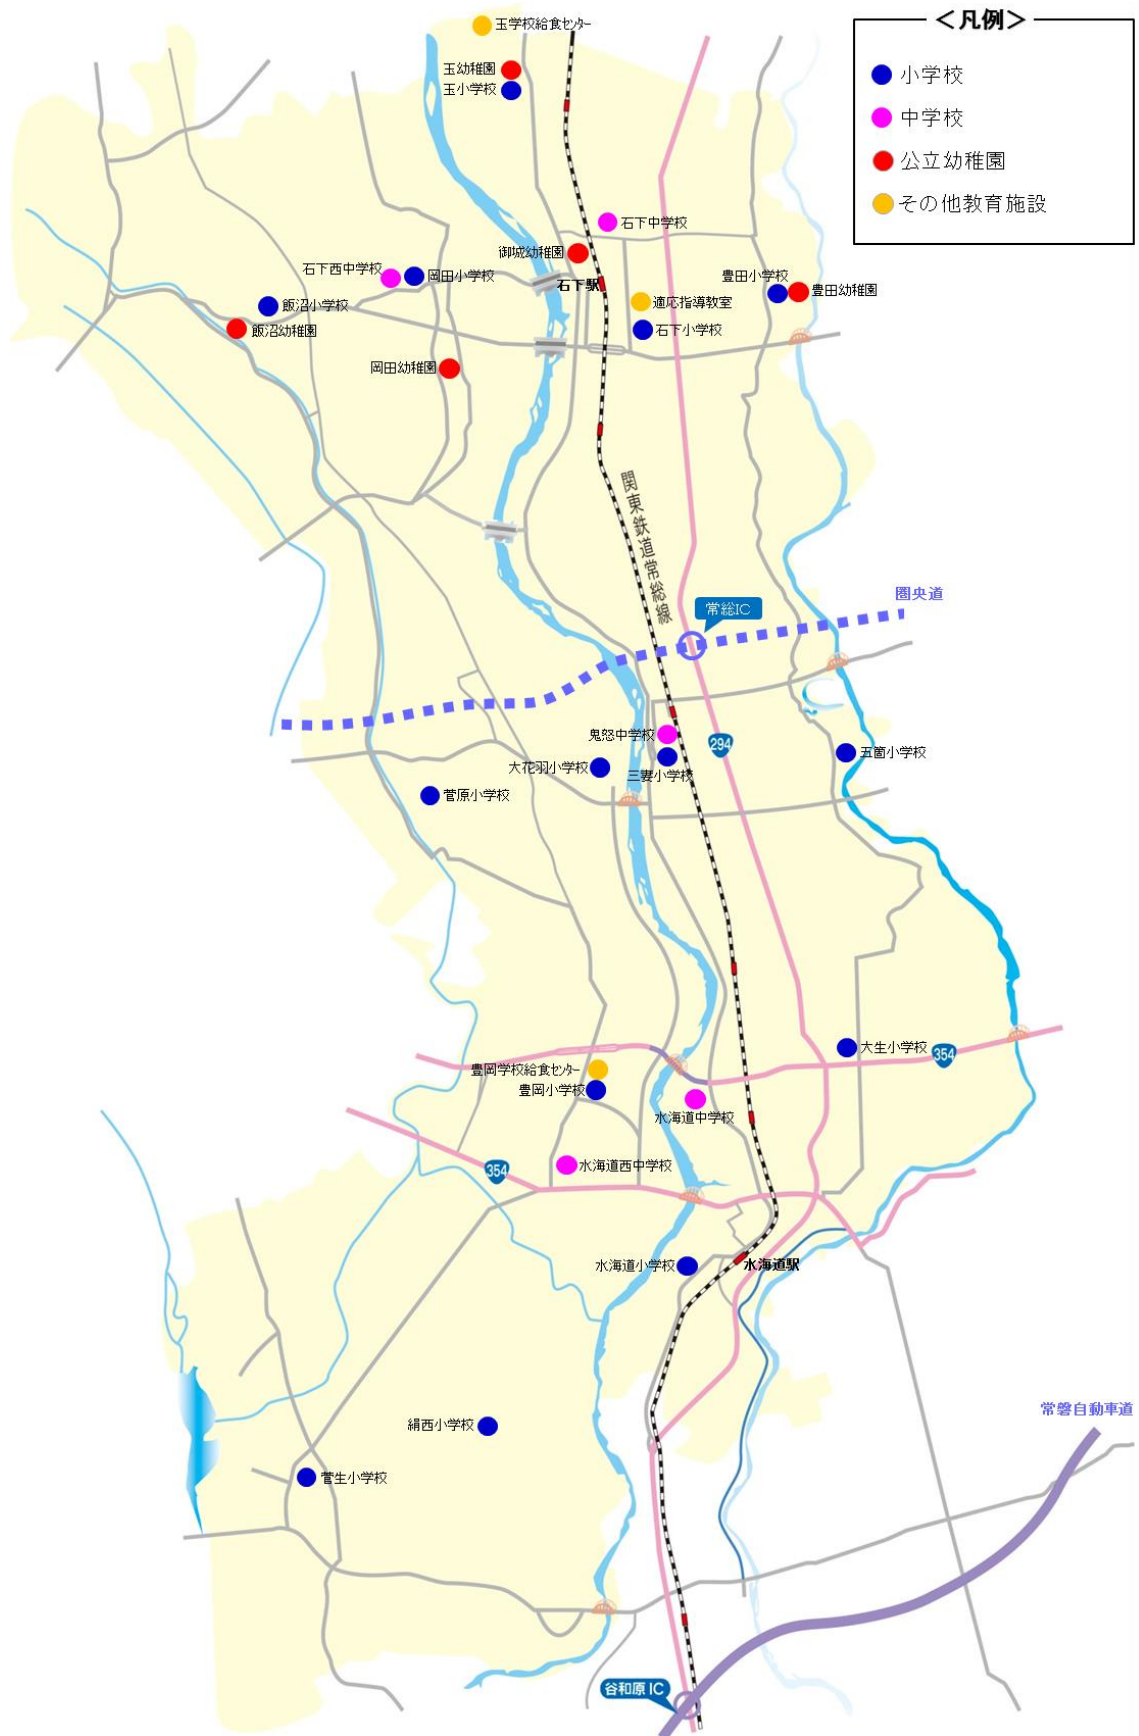 玉学校給食センター
＜凡例＞
小学校
中学校
公立幼稚園
その他教育施設
玉幼稚園
玉小学校
石下中学校
御城幼稚園
石下西中学校
岡田小学校
石下駅
豊田小学校
豊田幼稚園
飯沼小学校
適応指導教室
飯沼幼稚園
石下小学校
岡田幼稚園
関東鉄道常総線
圏央道
常総IC
鬼怒中学校
294
五箇小学校
大花羽小学校
三妻小学校
菅原小学校
大生小学校
354
豊岡学校給食センター
豊岡小学校
水海道中学校
354
水海道西中学校
水海道小学校
水海道駅
常磐自動車道
絹西小学校
菅生小学校
谷和原 IC